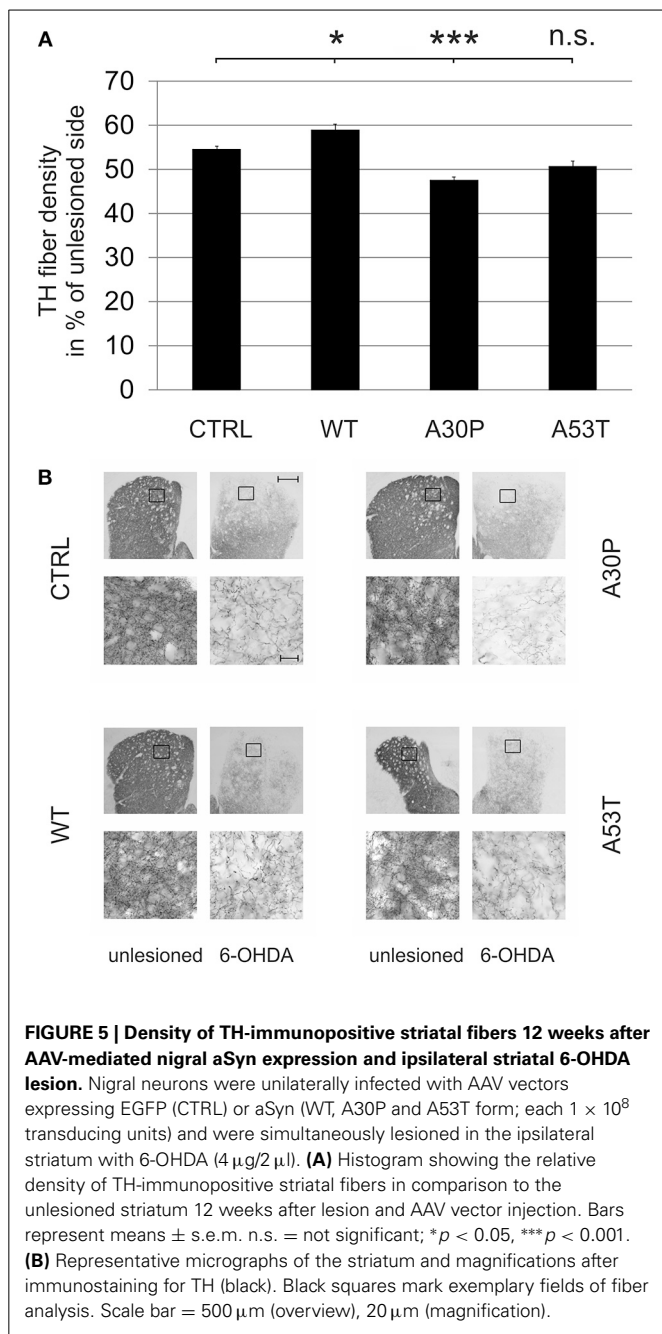 A
* *** n.s.
TH fiber density
in % of unlesioned side
70
60
50
40
30
20
10
0
CTRL WT A30P A53T
B
CTRL
A30P
WT
A53T
unlesioned 6-OHDA unlesioned 6-OHDA
FIGURE 5 | Density of TH-immunopositive striatal fibers 12 weeks after
AAV-mediated nigral aSyn expression and ipsilateral striatal 6-OHDA
lesion. Nigral neurons were unilaterally infected with AAV vectors
expressing EGFP (CTRL) or aSyn (WT, A30P and A53T form; each 1 × 10⁸
transducing units) and were simultaneously lesioned in the ipsilateral
striatum with 6-OHDA (4 μg/2 μl). (A) Histogram showing the relative
density of TH-immunopositive striatal fibers in comparison to the
unlesioned striatum 12 weeks after lesion and AAV vector injection. Bars
represent means ± s.e.m. n.s. = not significant; *p < 0.05, ***p < 0.001.
(B) Representative micrographs of the striatum and magnifications after
immunostaining for TH (black). Black squares mark exemplary fields of fiber
analysis. Scale bar = 500 μm (overview), 20 μm (magnification).